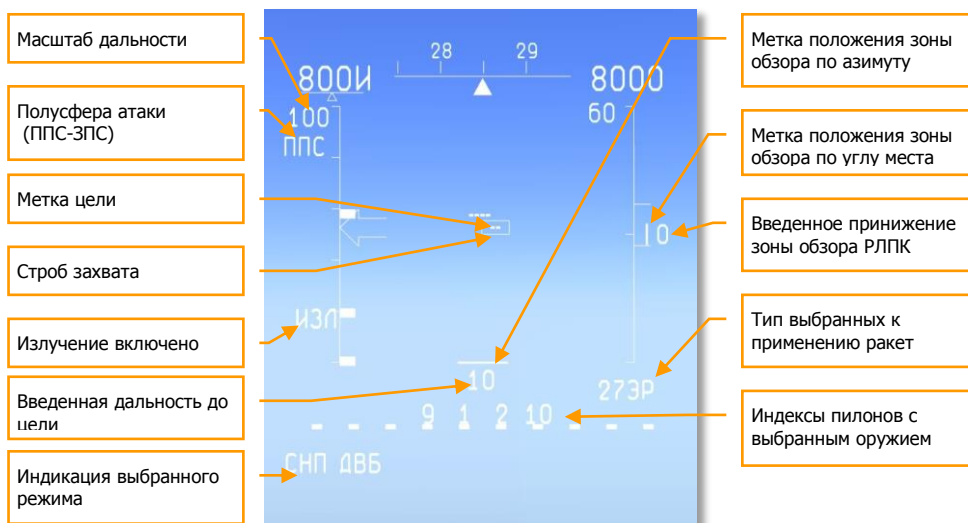 Масштаб дальности
Полусфера атаки
(ППС-ЗПС)
Метка цели
Строб захвата
Излучение включено
Введенная дальность до
цели
Индикация выбранного
режима
28 29
800И 8000
100 60
ППС
10
ИЗЛ
10 27ЭР
9 1 2 10
СНП ДВБ
Метка положения зоны
обзора по азимуту
Метка положения зоны
обзора по углу места
Введенное принижение
зоны обзора РЛПК
Тип выбранных к
применению ракет
Индексы пилонов с
выбранным оружием